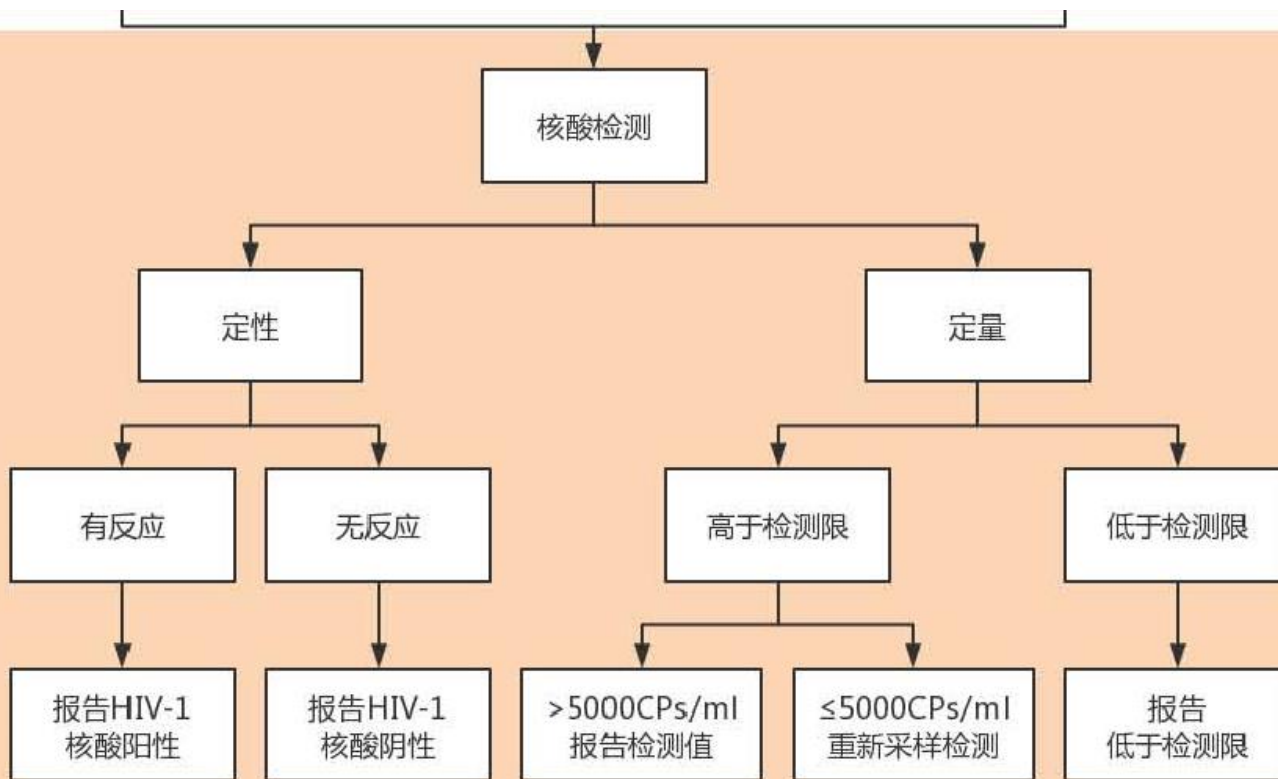 核酸检测
定性
定量
有反应
无反应
高于检测限
低于检测限
报告HIV-1
核酸阳性
报告HIV-1
核酸阴性
>5000CPs/ml
报告检测值
≤5000CPs/ml
重新采样检测
报告
低于检测限